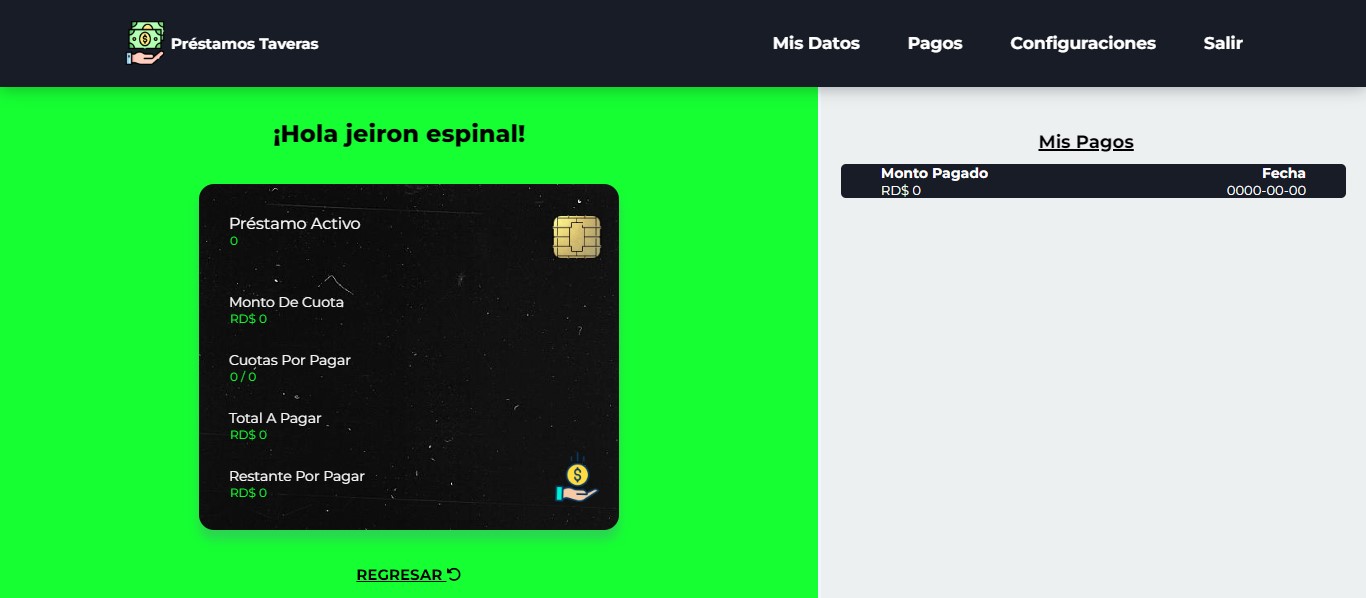 Préstamos Taveras
Mis Datos
Pagos
Configuraciones
Salir
¡Hola jeiron espinal!
Préstamo Activo
0
Monto De Cuota
RD$ 0
Cuotas Por Pagar
0 / 0
Total A Pagar
RD$ 0
Restante Por Pagar
RD$ 0
REGRESAR
Mis Pagos
Monto Pagado Fecha
RD$ 0 0000-00-00